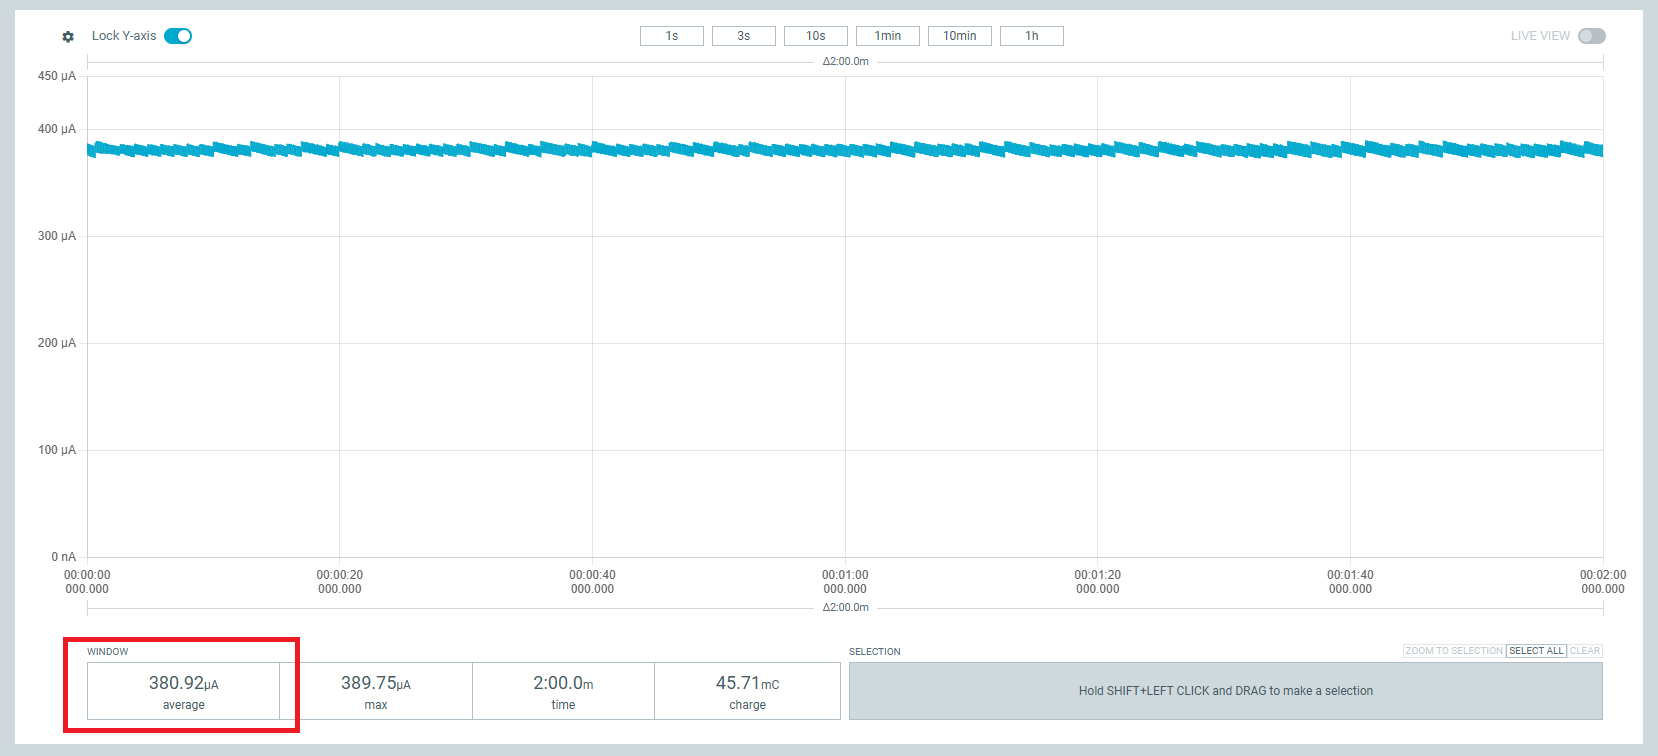 Lock Y-axis
1s 3s 10s 1min 10min 1h
LIVE VIEW
Δ2:00.0m
450 µA
400 µA
300 µA
200 µA
100 µA
0 nA
00:00:00 00:00:20 00:00:40 00:01:00 00:01:20 00:01:40 00:02:00
000.000 000.000 000.000 000.000 000.000 000.000 000.000
Δ2:00.0m
WINDOW
380.92µA 389.75µA 2:00.0m 45.71mC
average max time charge
SELECTION
ZOOM TO SELECTION SELECT ALL CLEAR
Hold SHIFT+LEFT CLICK and DRAG to make a selection